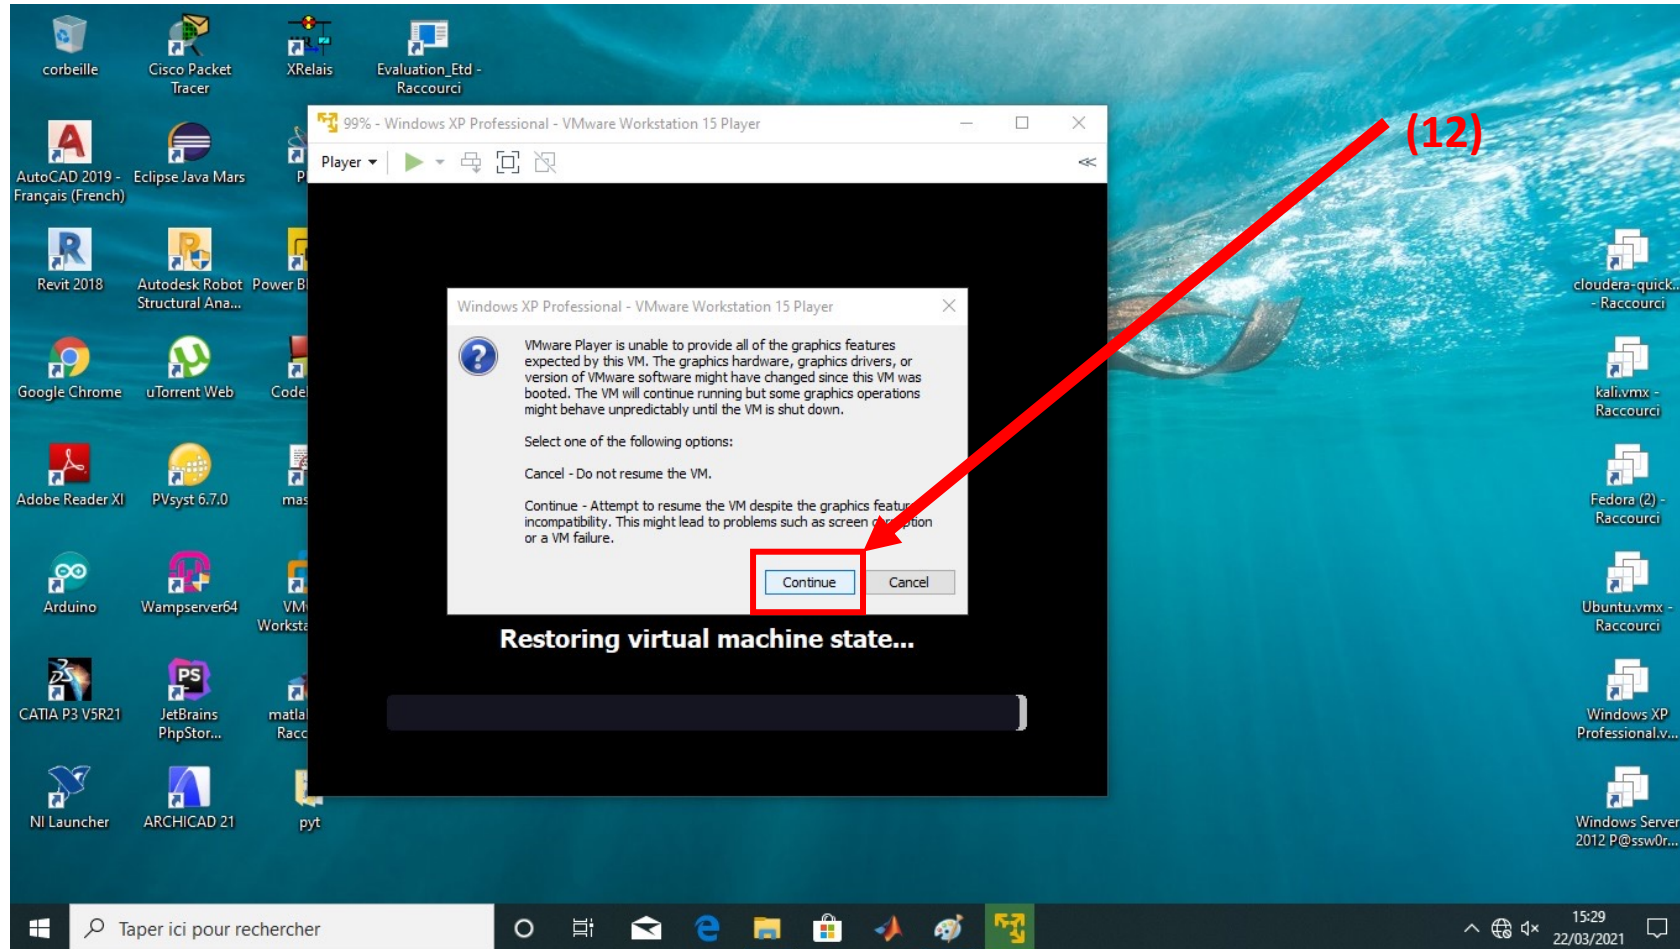 corbeille
Cisco Packet
Tracer
XRelais
Evaluation_Etd -
Raccourci
(12)
99% - Windows XP Professional - VMware Workstation 15 Player
Player
AutoCAD 2019 -
Français (French)
Eclipse Java Mars
Revit 2018
Autodesk Robot
Structural Ana...
Power B
cloudera-quick...
- Raccourci
Windows XP Professional - VMware Workstation 15 Player
VMware Player is unable to provide all of the graphics features
expected by this VM. The graphics hardware, graphics drivers, or
version of VMware software might have changed since this VM was
booted. The VM will continue running but some graphics operations
might behave unpredictably until the VM is shut down.
Select one of the following options:
Cancel - Do not resume the VM.
Continue - Attempt to resume the VM despite the graphics feature
incompatibility. This might lead to problems such as screen
or a VM failure.
Continue
Cancel
Google Chrome
uTorrent Web
Code
kali.vmx -
Raccourci
Adobe Reader XI
PVsyst 6.7.0
mas
Fedora (2) -
Raccourci
Arduino
Wampserver64
VM
Worksta
Ubuntu.vmx -
Raccourci
Restoring virtual machine state...
CATIA P3 V5R21
PS
JetBrains
PhpStor...
matla
Racc
Windows XP
Professional.v...
NI Launcher
ARCHICAD 21
pyt
Windows Server
2012 P@ssw0r...
Taper ici pour rechercher
15:29
22/03/2021